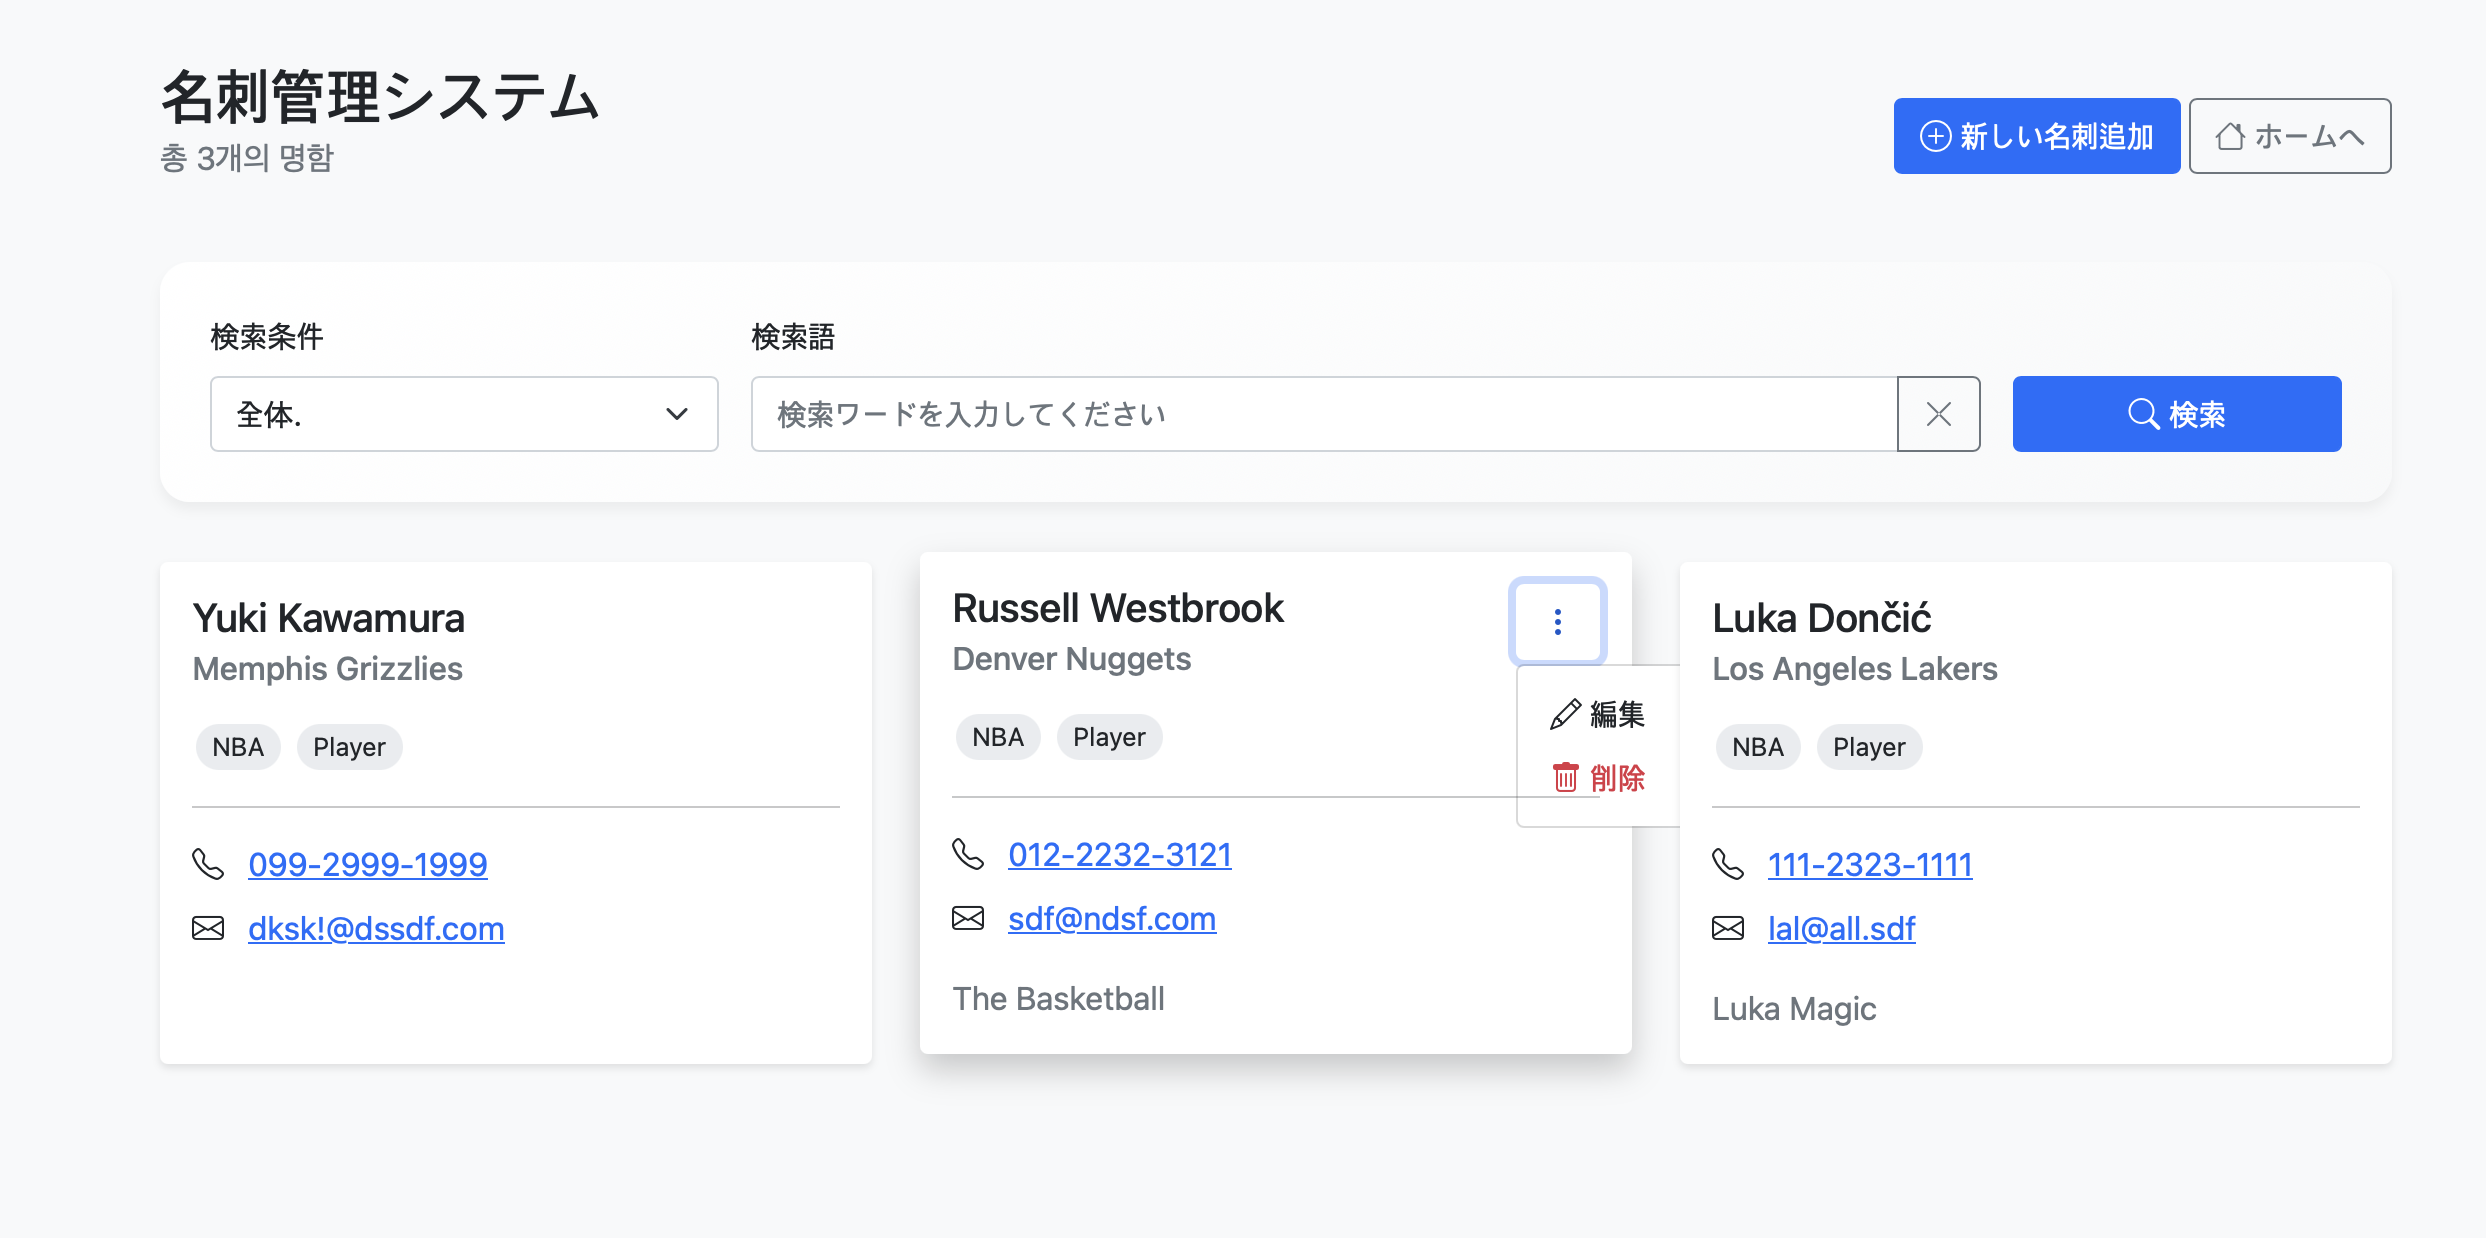 名刺管理システム
총 3개의 명함
新しい名刺追加
ホームへ
検索条件
検索語
全体.
検索ワードを入力してください
検索
Yuki Kawamura
Memphis Grizzlies
NBA Player
099-2999-1999
dksk!@dssdf.com
Russell Westbrook
Denver Nuggets
NBA Player
編集
削除
012-2232-3121
sdf@ndsf.com
The Basketball
Luka Dončić
Los Angeles Lakers
NBA Player
111-2323-1111
lal@all.sdf
Luka Magic